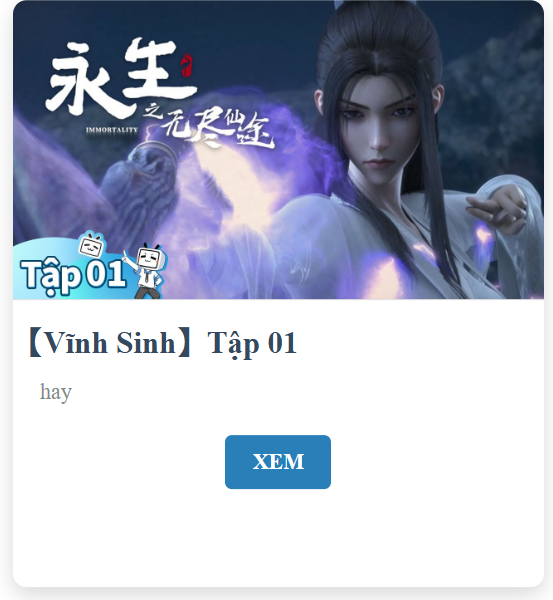 永生
之无尽仙途
IMMORTALITY
Tập 01
【Vĩnh Sinh】Tập 01
hay
XEM